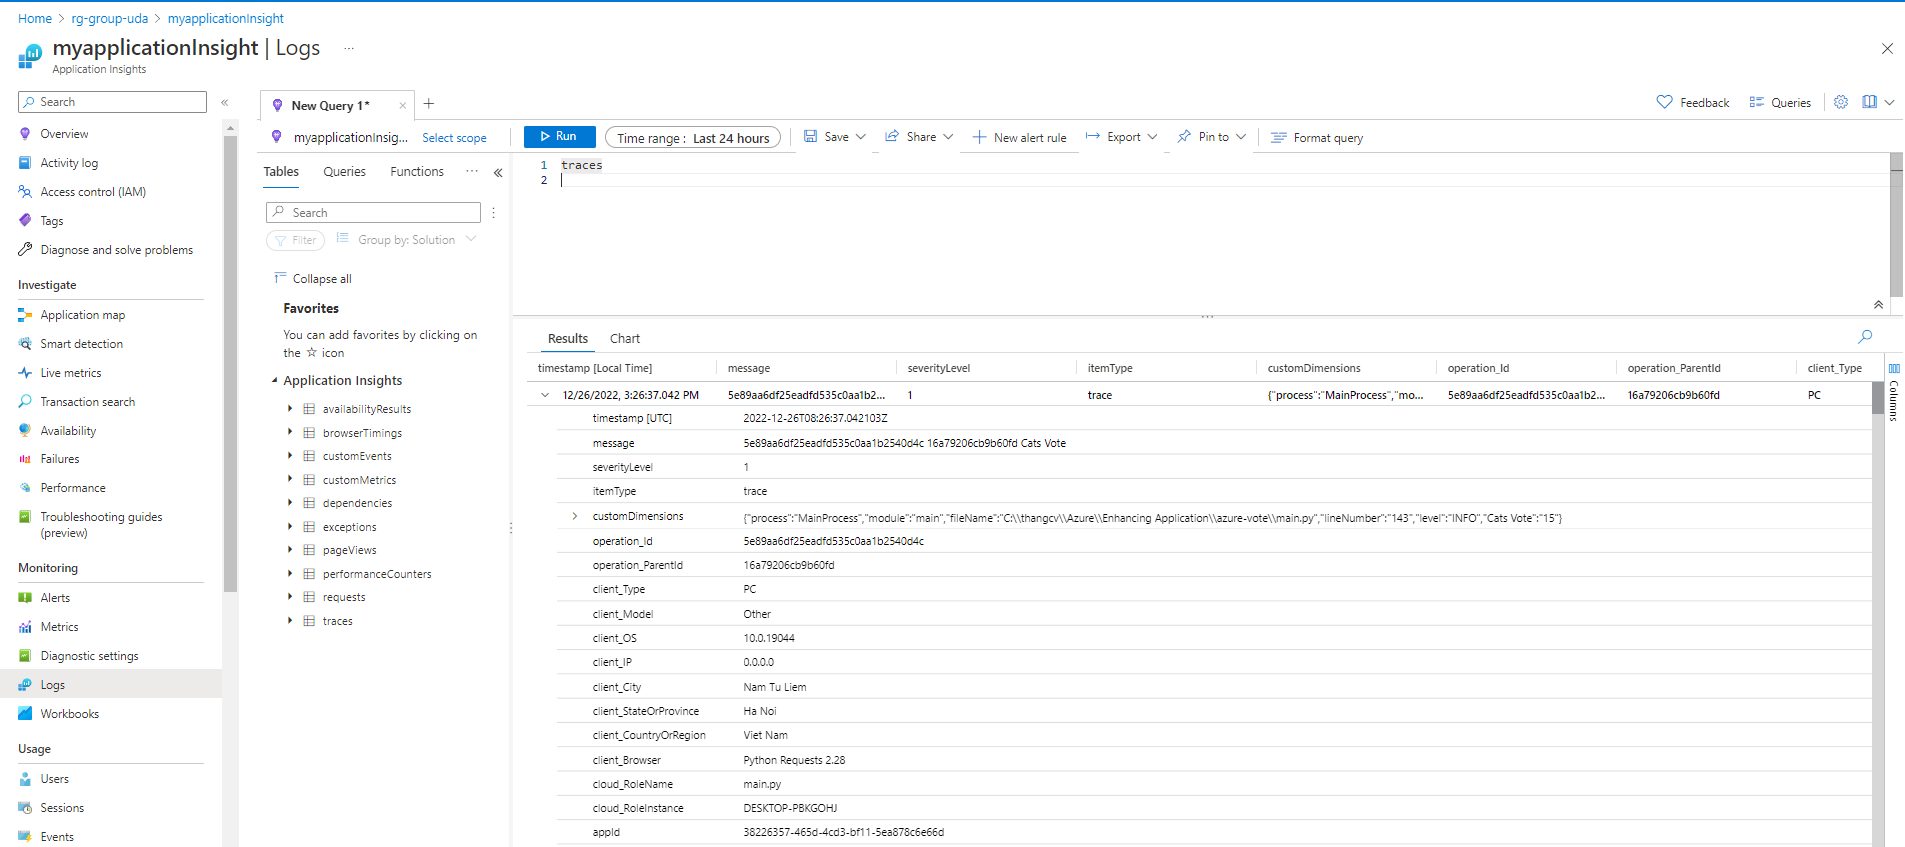 Home > rg-group-uda > myapplicationInsight
myapplicationInsight | Logs ...
Application Insights
Search
«
Overview
Activity log
Access control (IAM)
Tags
Diagnose and solve problems
Investigate
Application map
Smart detection
Live metrics
Transaction search
Availability
Failures
Performance
Troubleshooting guides
(preview)
Monitoring
Alerts
Metrics
Diagnostic settings
Logs
Workbooks
Usage
Users
Sessions
Events
New Query 1*
Feedback
Queries
myapplicationInsig...
Select scope
Run
Time range : Last 24 hours
Save
Share
New alert rule
Export
Pin to
Format query
Tables
Queries
Functions
...
«
Search
Filter
Group by: Solution
Collapse all
Favorites
You can add favorites by clicking on
the ☆ icon
Application Insights
availabilityResults
browserTimings
customEvents
customMetrics
dependencies
exceptions
pageViews
performanceCounters
requests
traces
1 traces
2
Results
Chart
timestamp [Local Time] message severityLevel itemType customDimensions operation_Id operation_ParentId client_Type
12/26/2022, 3:26:37.042 PM 5e89aa6df25eadfd535c0aa1b2... 1 trace {"process":"MainProcess","mo... 5e89aa6df25eadfd535c0aa1b2... 16a79206cb9b60fd PC
timestamp [UTC] 2022-12-26T08:26:37.042103Z
message 5e89aa6df25eadfd535c0aa1b2540d4c 16a79206cb9b60fd Cats Vote
severityLevel 1
itemType trace
customDimensions {"process":"MainProcess","module":"main","fileName":"C:\\thangcv\\Azure\\Enhancing Application\\azure-vote\\main.py","lineNumber":"143","level":"INFO","Cats Vote":"15"}
operation_Id 5e89aa6df25eadfd535c0aa1b2540d4c
operation_ParentId 16a79206cb9b60fd
client_Type PC
client_Model Other
client_OS 10.0.19044
client_IP 0.0.0.0
client_City Nam Tu Liem
client_StateOrProvince Ha Noi
client_CountryOrRegion Viet Nam
client_Browser Python Requests 2.28
cloud_RoleName main.py
cloud_RoleInstance DESKTOP-PBKGOHJ
appId 38226357-465d-4cd3-bf11-5ea878c6e66d
Columns